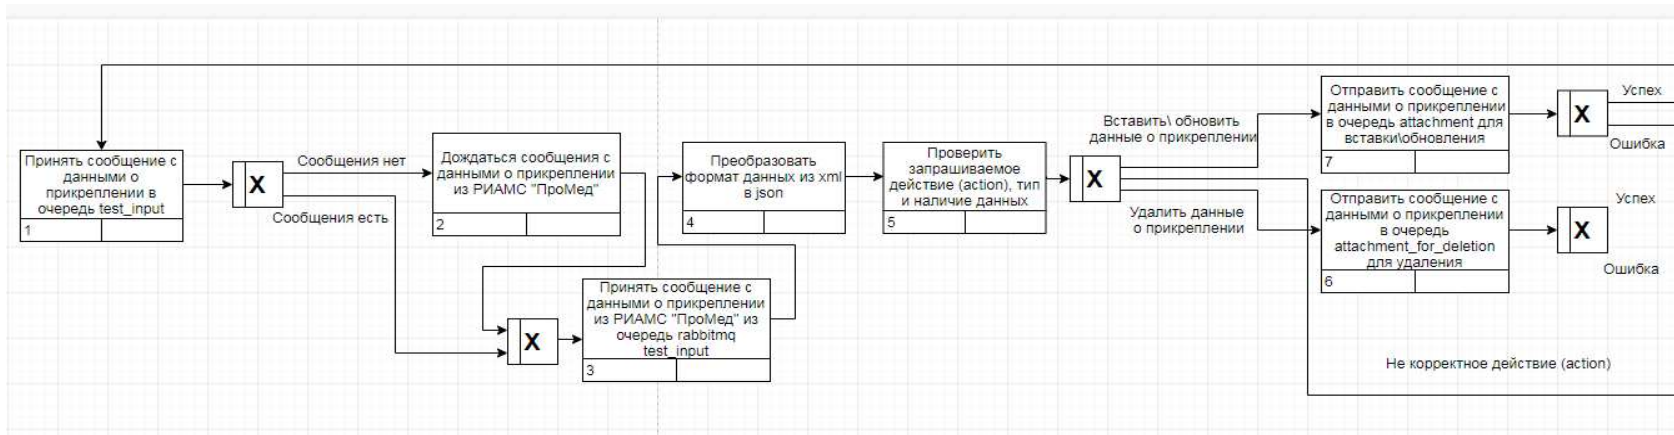 Принять сообщение с
данными о
прикреплении в
очередь test_input
1
X
Сообщения нет
Сообщения есть
Дождаться сообщения с
данными о прикреплении
из РИАМС "ПроМед"
2
X
Принять сообщение с
данными о прикреплении
из РИАМС "ПроМед" из
очередь rabbitmq
test_input
3
Преобразовать
формат данных из xml
в json
4
Проверить
запрашиваемое
действие (action), тип
и наличие данных
5
X
Вставить\ обновить
данные о прикреплении
Удалить данные
о прикреплении
Отправить сообщение с
данными о прикреплении
в очередь attachment для
вставки\обновления
7
X
Успех
Ошибка
Отправить сообщение с
данными о прикреплении
в очередь
attachment_for_deletion
для удаления
6
X
Успех
Ошибка
Не корректное действие (action)